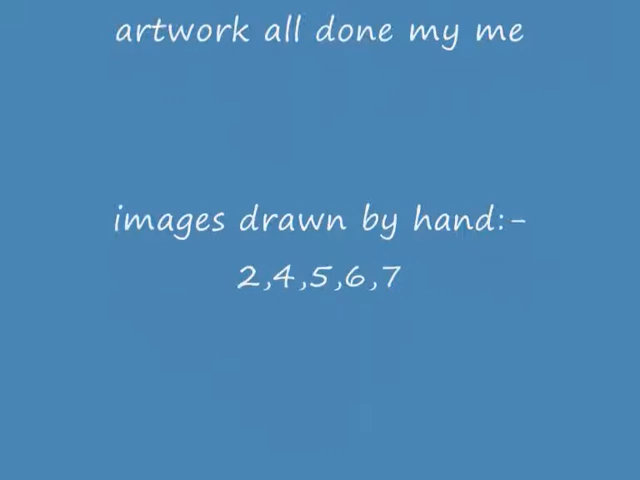 artwork all done my me
images drawn by hand:-
2,4,5,6,7